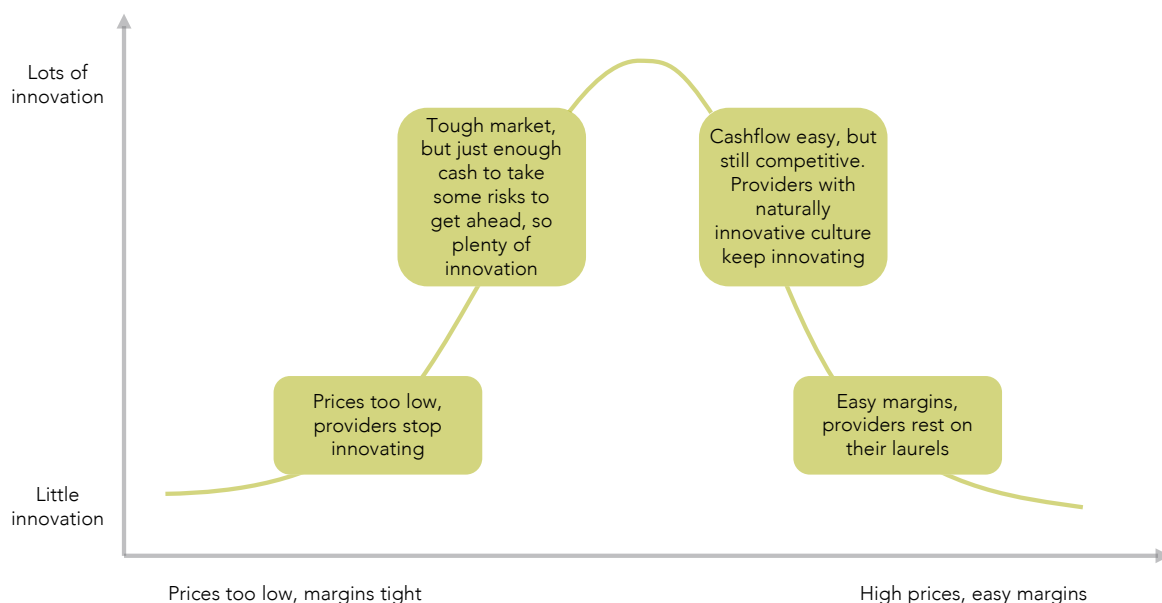 Lots of
innovation
Tough market,
but just enough
cash to take
some risks to
get ahead, so
plenty of
innovation
Cashflow easy, but
still competitive.
Providers with
naturally
innovative culture
keep innovating
Prices too low,
providers stop
innovating
Easy margins,
providers rest on
their laurels
Little
innovation
Prices too low, margins tight
High prices, easy margins